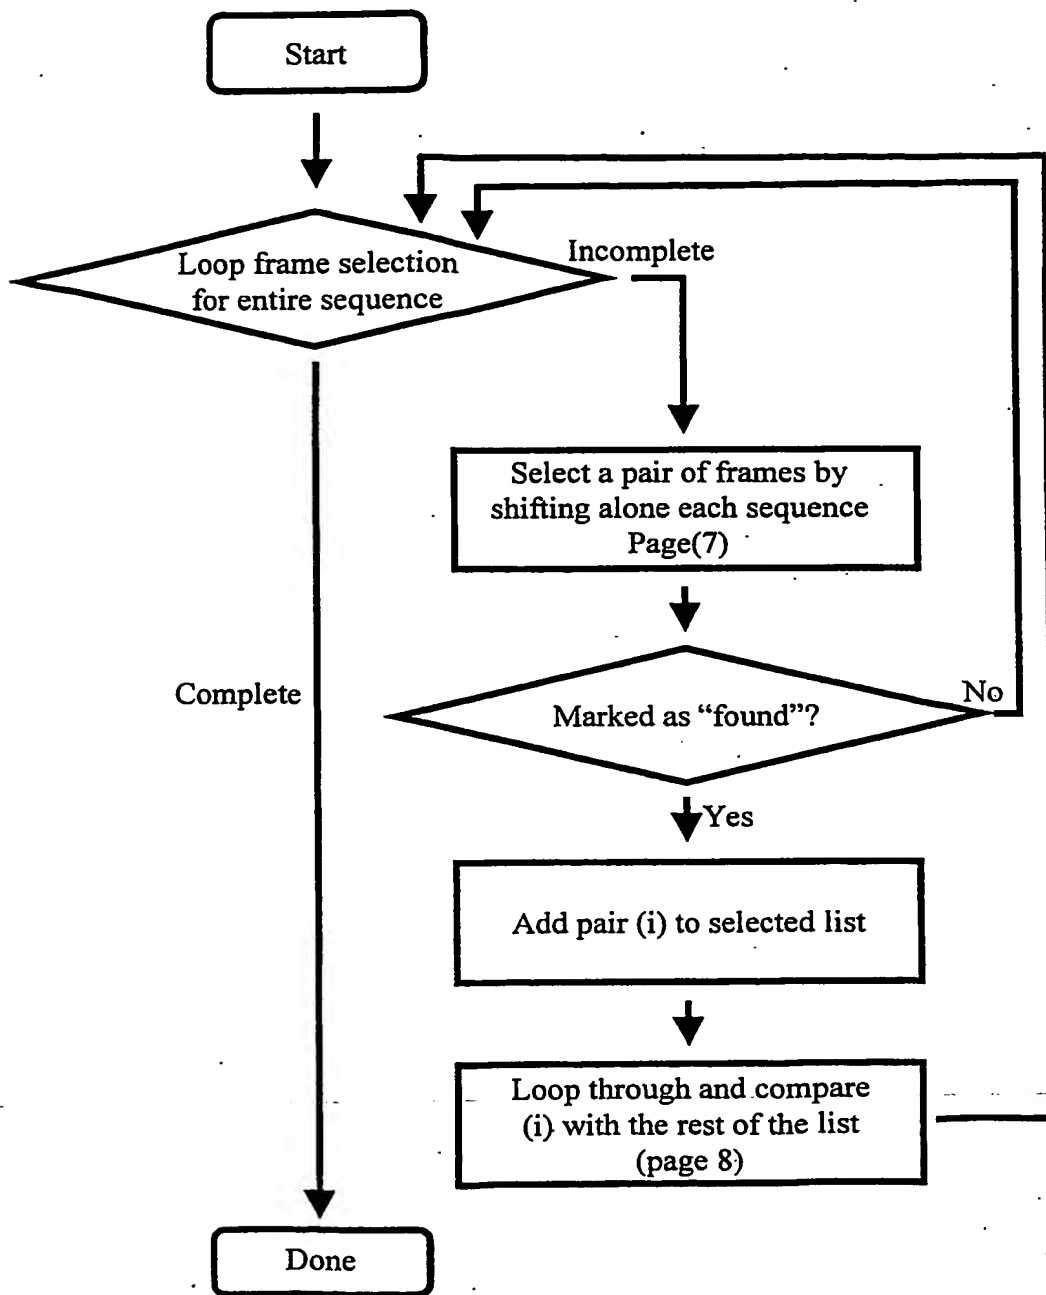 Start
Loop frame selection
for entire sequence
Incomplete
Select a pair of frames by
shifting alone each sequence
Page(7)
Complete
Marked as “found”?
No
Yes
Add pair (i) to selected list
Loop through and compare
(i) with the rest of the list
(page 8)
Done